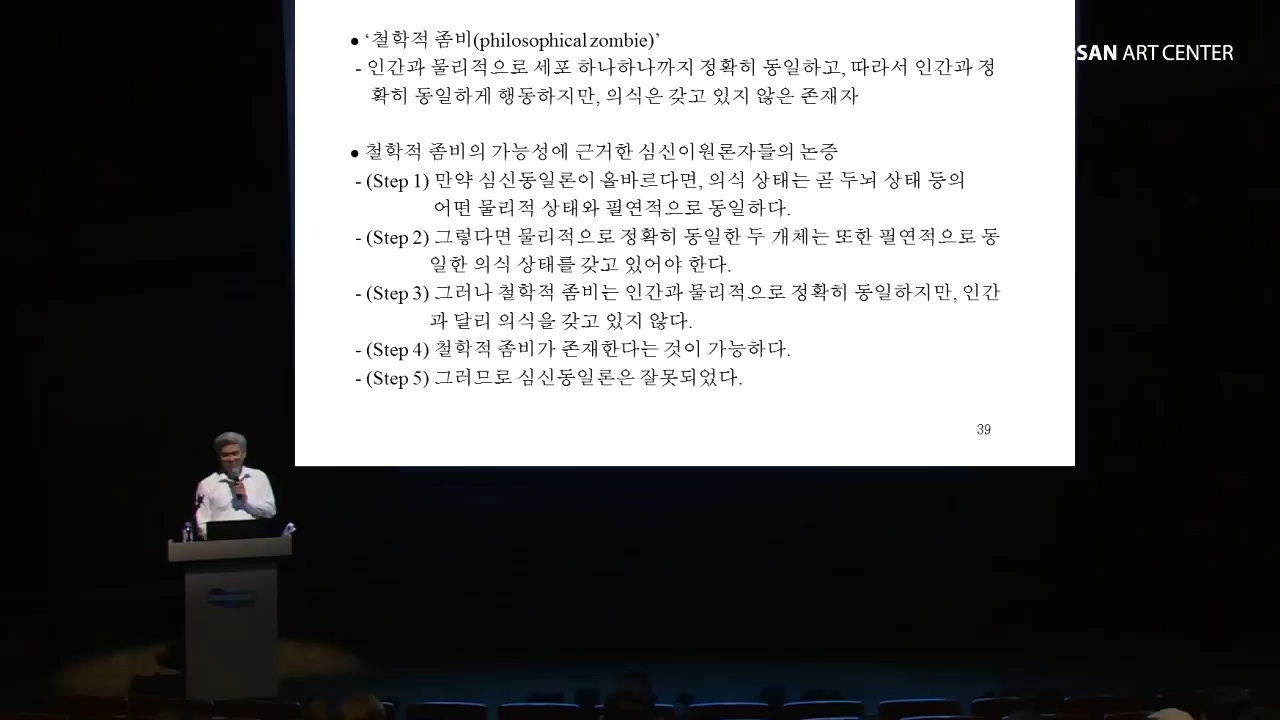 ● ‘철학적 좀비(philosophical zombie)’
- 인간과 물리적으로 세포 하나하나까지 정확히 동일하고, 따라서 인간과 정
확히 동일하게 행동하지만, 의식은 갖고 있지 않은 존재자
● 철학적 좀비의 가능성에 근거한 심신이원론자들의 논증
- (Step 1) 만약 심신동일론이 올바르다면, 의식 상태는 곧 두뇌 상태 등의
어떤 물리적 상태와 필연적으로 동일하다.
- (Step 2) 그렇다면 물리적으로 정확히 동일한 두 개체는 또한 필연적으로 동
일한 의식 상태를 갖고 있어야 한다.
- (Step 3) 그러나 철학적 좀비는 인간과 물리적으로 정확히 동일하지만, 인간
과 달리 의식을 갖고 있지 않다.
- (Step 4) 철학적 좀비가 존재한다는 것이 가능하다.
- (Step 5) 그러므로 심신동일론은 잘못되었다.
39
SAN ART CENTER